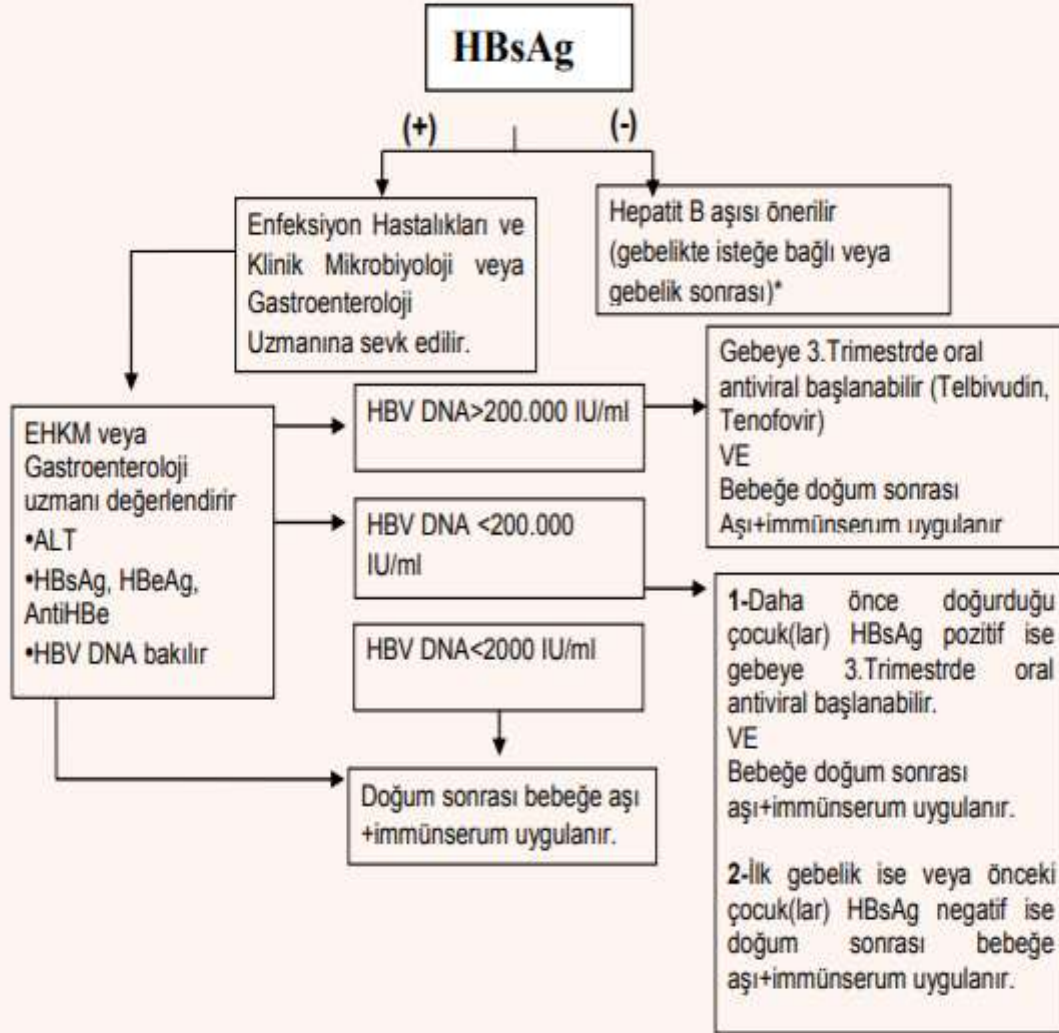 HBsAg
(+)
(-)
Enfeksiyon Hastalıkları ve
Klinik Mikrobiyoloji veya
Gastroenteroloji
Uzmanına sevk edilir.
Hepatit B aşısı önerilir
(gebelikte isteğe bağlı veya
gebelik sonrası)*
EHKM veya
Gastroenteroloji
uzmanı değerlendirir
•ALT
•HBsAg, HBeAg,
AntiHBe
•HBV DNA bakılır
HBV DNA>200.000 IU/ml
Gebeye 3.Trimestrde oral
antiviral başlanabilir (Telbivudin,
Tenofovir)
VE
Bebeğe doğum sonrası
Aşı+immünserum uygulanır
HBV DNA <200.000
IU/ml
1-Daha önce doğurduğu
çocuk(lar) HBsAg pozitif ise
gebeye 3.Trimestrde oral
antiviral başlanabilir.
VE
Bebeğe doğum sonrası
aşı+immünserum uygulanır.
2-İlk gebelik ise veya önceki
çocuk(lar) HBsAg negatif ise
doğum sonrası bebeğe
aşı+immünserum uygulanır.
HBV DNA<2000 IU/ml
Doğum sonrası bebeğe aşı
+immünserum uygulanır.